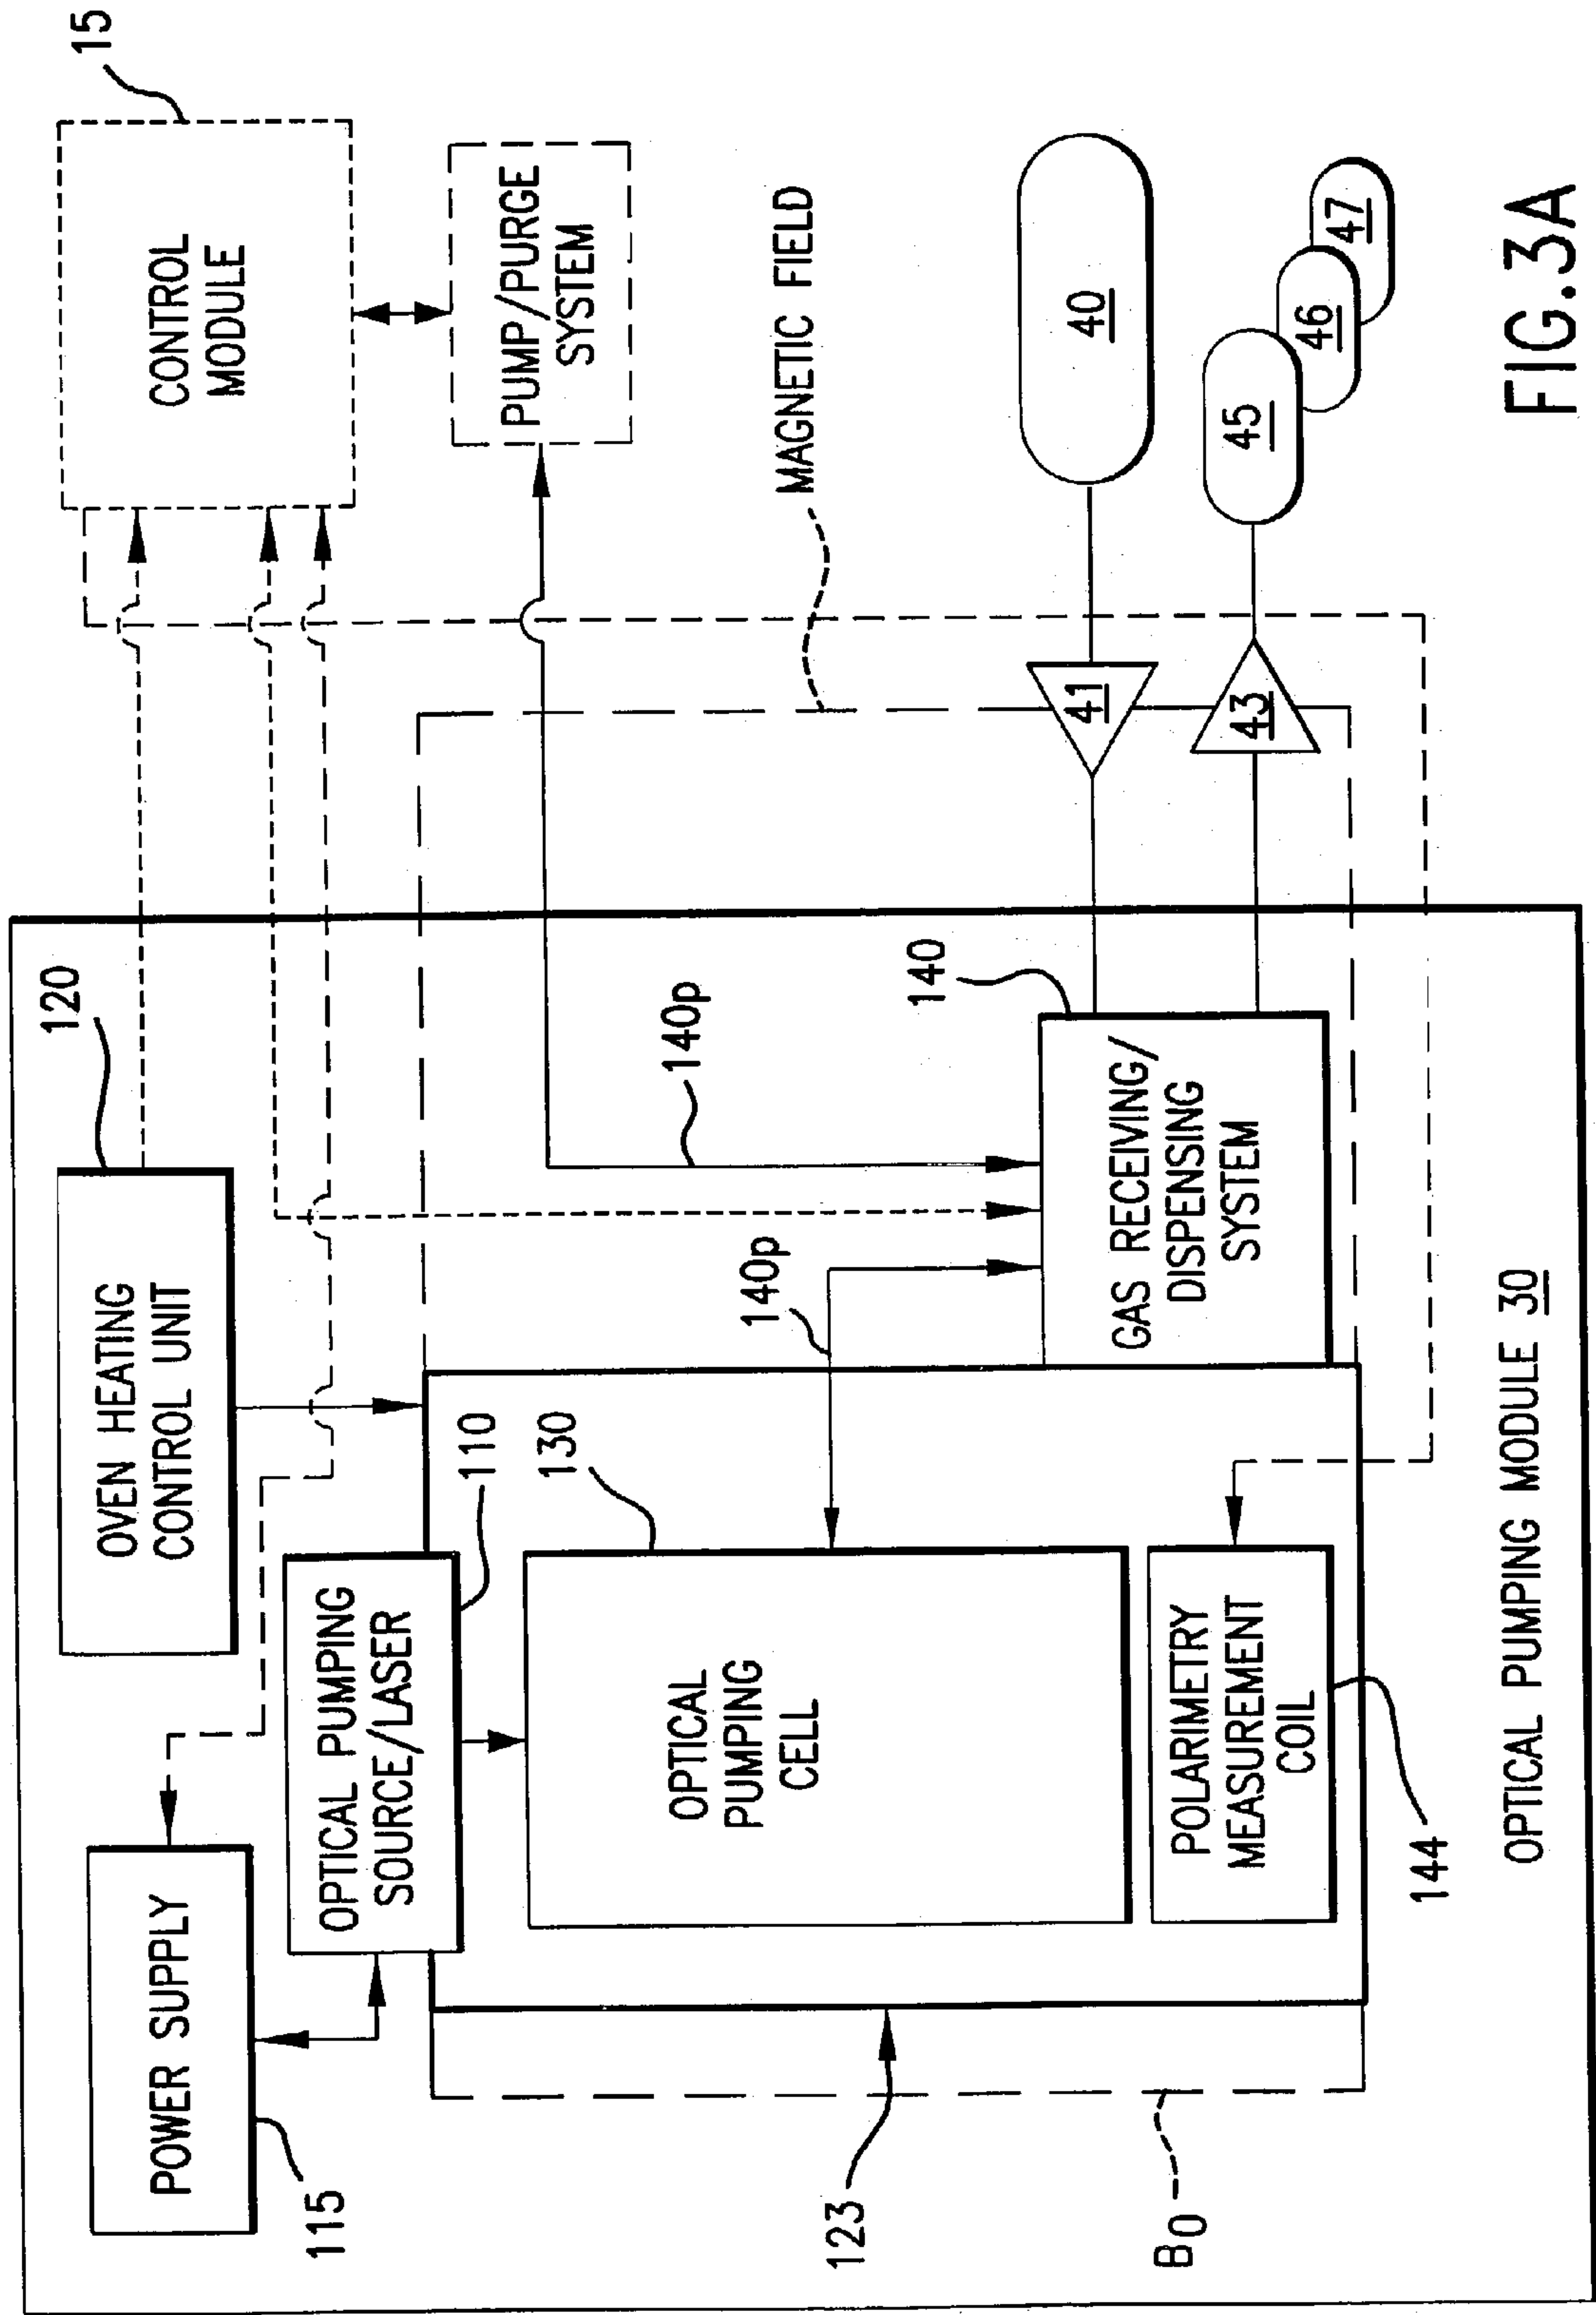 15
CONTROL
MODULE
PUMP/PURGE
SYSTEM
MAGNETIC FIELD
40
41
43
45
46
47
120
OVEN HEATING
CONTROL UNIT
POWER SUPPLY
115
OPTICAL PUMPING
SOURCE/LASER
110
130
OPTICAL
PUMPING
CELL
140p
140p
140
GAS RECEIVING/
DISPENSING
SYSTEM
POLARIMETRY
MEASUREMENT
COIL
144
123
B0
OPTICAL PUMPING MODULE 30
FIG.3A